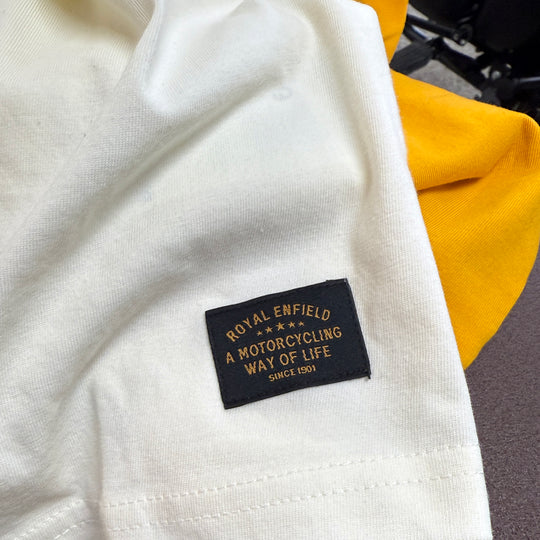 ROYAL ENFIELD
★★★★★
A MOTORCYCLING
WAY OF LIFE
SINCE 1901